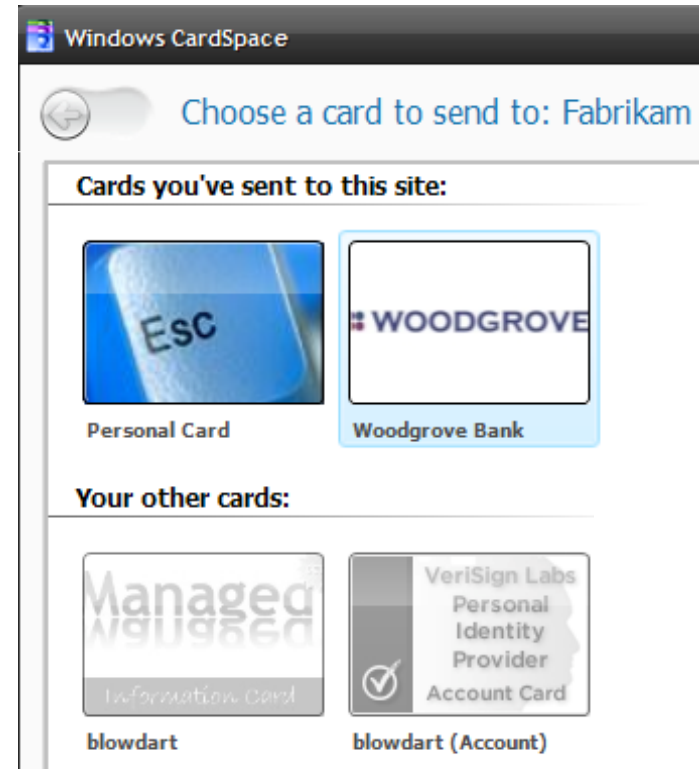 Windows CardSpace
Choose a card to send to: Fabrikam
Cards you've sent to this site:
Esc
WOODGROVE
Personal Card
Woodgrove Bank
Your other cards:
Managed
Information Card
VeriSign Labs
Personal
Identity
Provider
Account Card
blowdart
blowdart (Account)